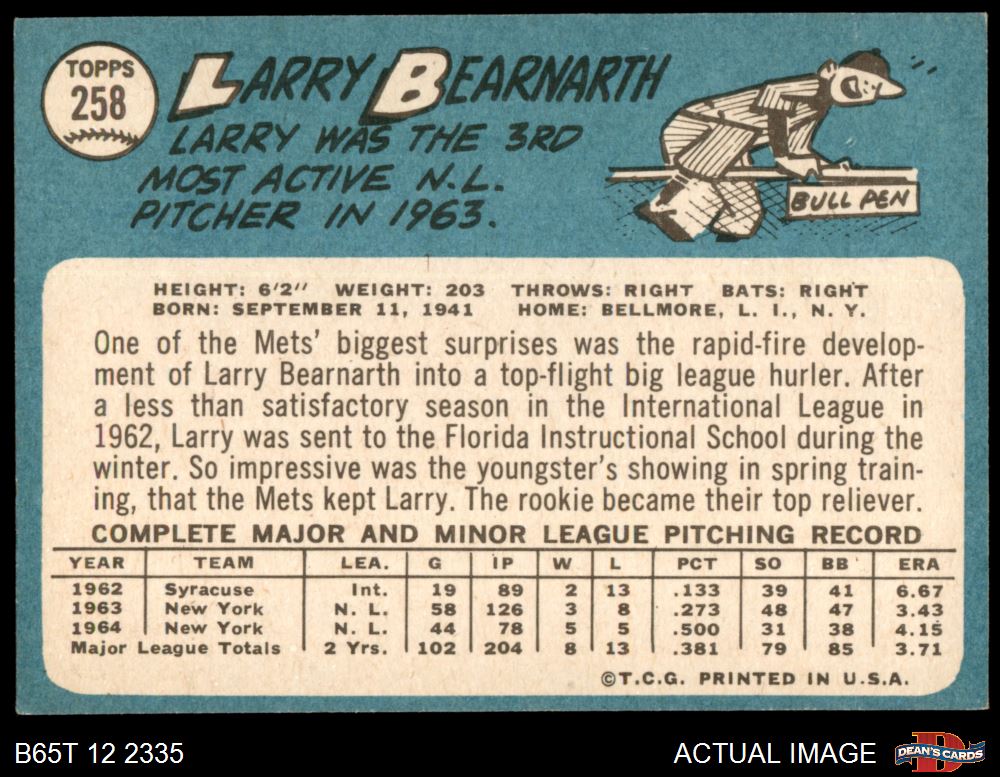 TOPPS
258
LARRY BEARNARTH
LARRY WAS THE 3RD
MOST ACTIVE N.L.
PITCHER IN 1963.
BULL PEN
HEIGHT: 6'2" WEIGHT: 203 THROWS: RIGHT BATS: RIGHT
BORN: SEPTEMBER 11, 1941 HOME: BELLMORE, L. I., N. Y.
One of the Mets' biggest surprises was the rapid-fire develop-
ment of Larry Bearnarth into a top-flight big league hurler. After
a less than satisfactory season in the International League in
1962, Larry was sent to the Florida Instructional School during the
winter. So impressive was the youngster's showing in spring train-
ing, that the Mets kept Larry. The rookie became their top reliever.
COMPLETE MAJOR AND MINOR LEAGUE PITCHING RECORD
YEAR TEAM LEA. G IP W L PCT SO BB ERA
1962 Syracuse Int. 19 89 2 13 .133 39 41 6.67
1963 New York N. L. 58 126 3 8 .273 48 47 3.43
1964 New York N. L. 44 78 5 5 .500 31 38 4.15
Major League Totals 2 Yrs. 102 204 8 13 .381 79 85 3.71
©T.C.G. PRINTED IN U.S.A.
B65T 12 2335
ACTUAL IMAGE
DEAN'S CARDS